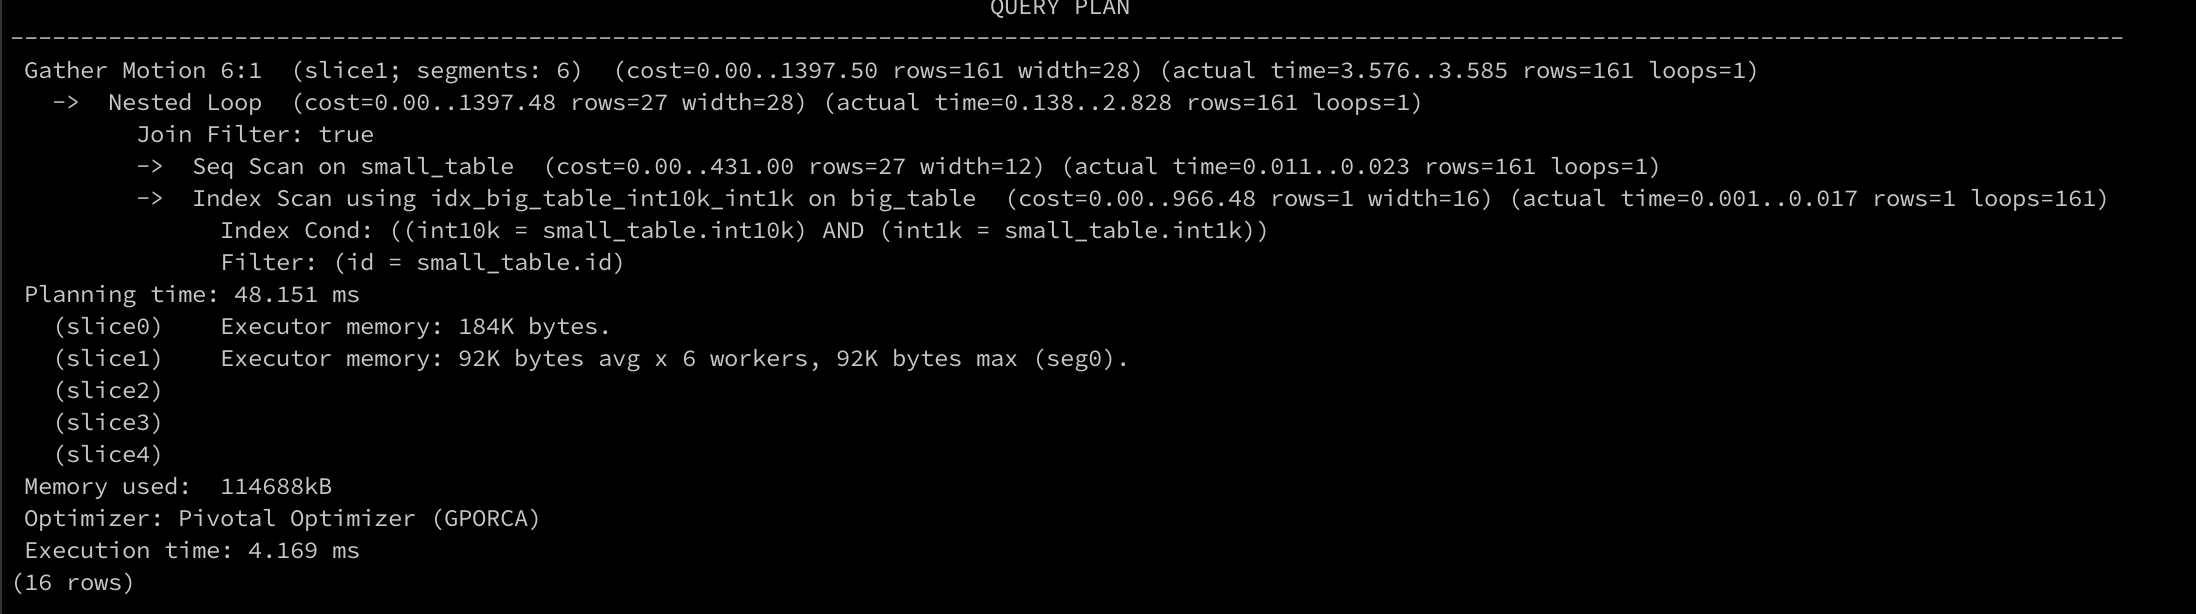 QUERY PLAN
------------------------------------------------------------------------------------------------------------------------------------------------------
Gather Motion 6:1  (slice1; segments: 6)  (cost=0.00..1397.50 rows=161 width=28) (actual time=3.576..3.585 rows=161 loops=1)
  ->  Nested Loop  (cost=0.00..1397.48 rows=27 width=28) (actual time=0.138..2.828 rows=161 loops=1)
        Join Filter: true
        ->  Seq Scan on small_table  (cost=0.00..431.00 rows=27 width=12) (actual time=0.011..0.023 rows=161 loops=1)
        ->  Index Scan using idx_big_table_int10k_int1k on big_table  (cost=0.00..966.48 rows=1 width=16) (actual time=0.001..0.017 rows=1 loops=161)
              Index Cond: ((int10k = small_table.int10k) AND (int1k = small_table.int1k))
              Filter: (id = small_table.id)
Planning time: 48.151 ms
  (slice0)    Executor memory: 184K bytes.
  (slice1)    Executor memory: 92K bytes avg x 6 workers, 92K bytes max (seg0).
  (slice2)
  (slice3)
  (slice4)
Memory used:  114688kB
Optimizer: Pivotal Optimizer (GPORCA)
Execution time: 4.169 ms
(16 rows)